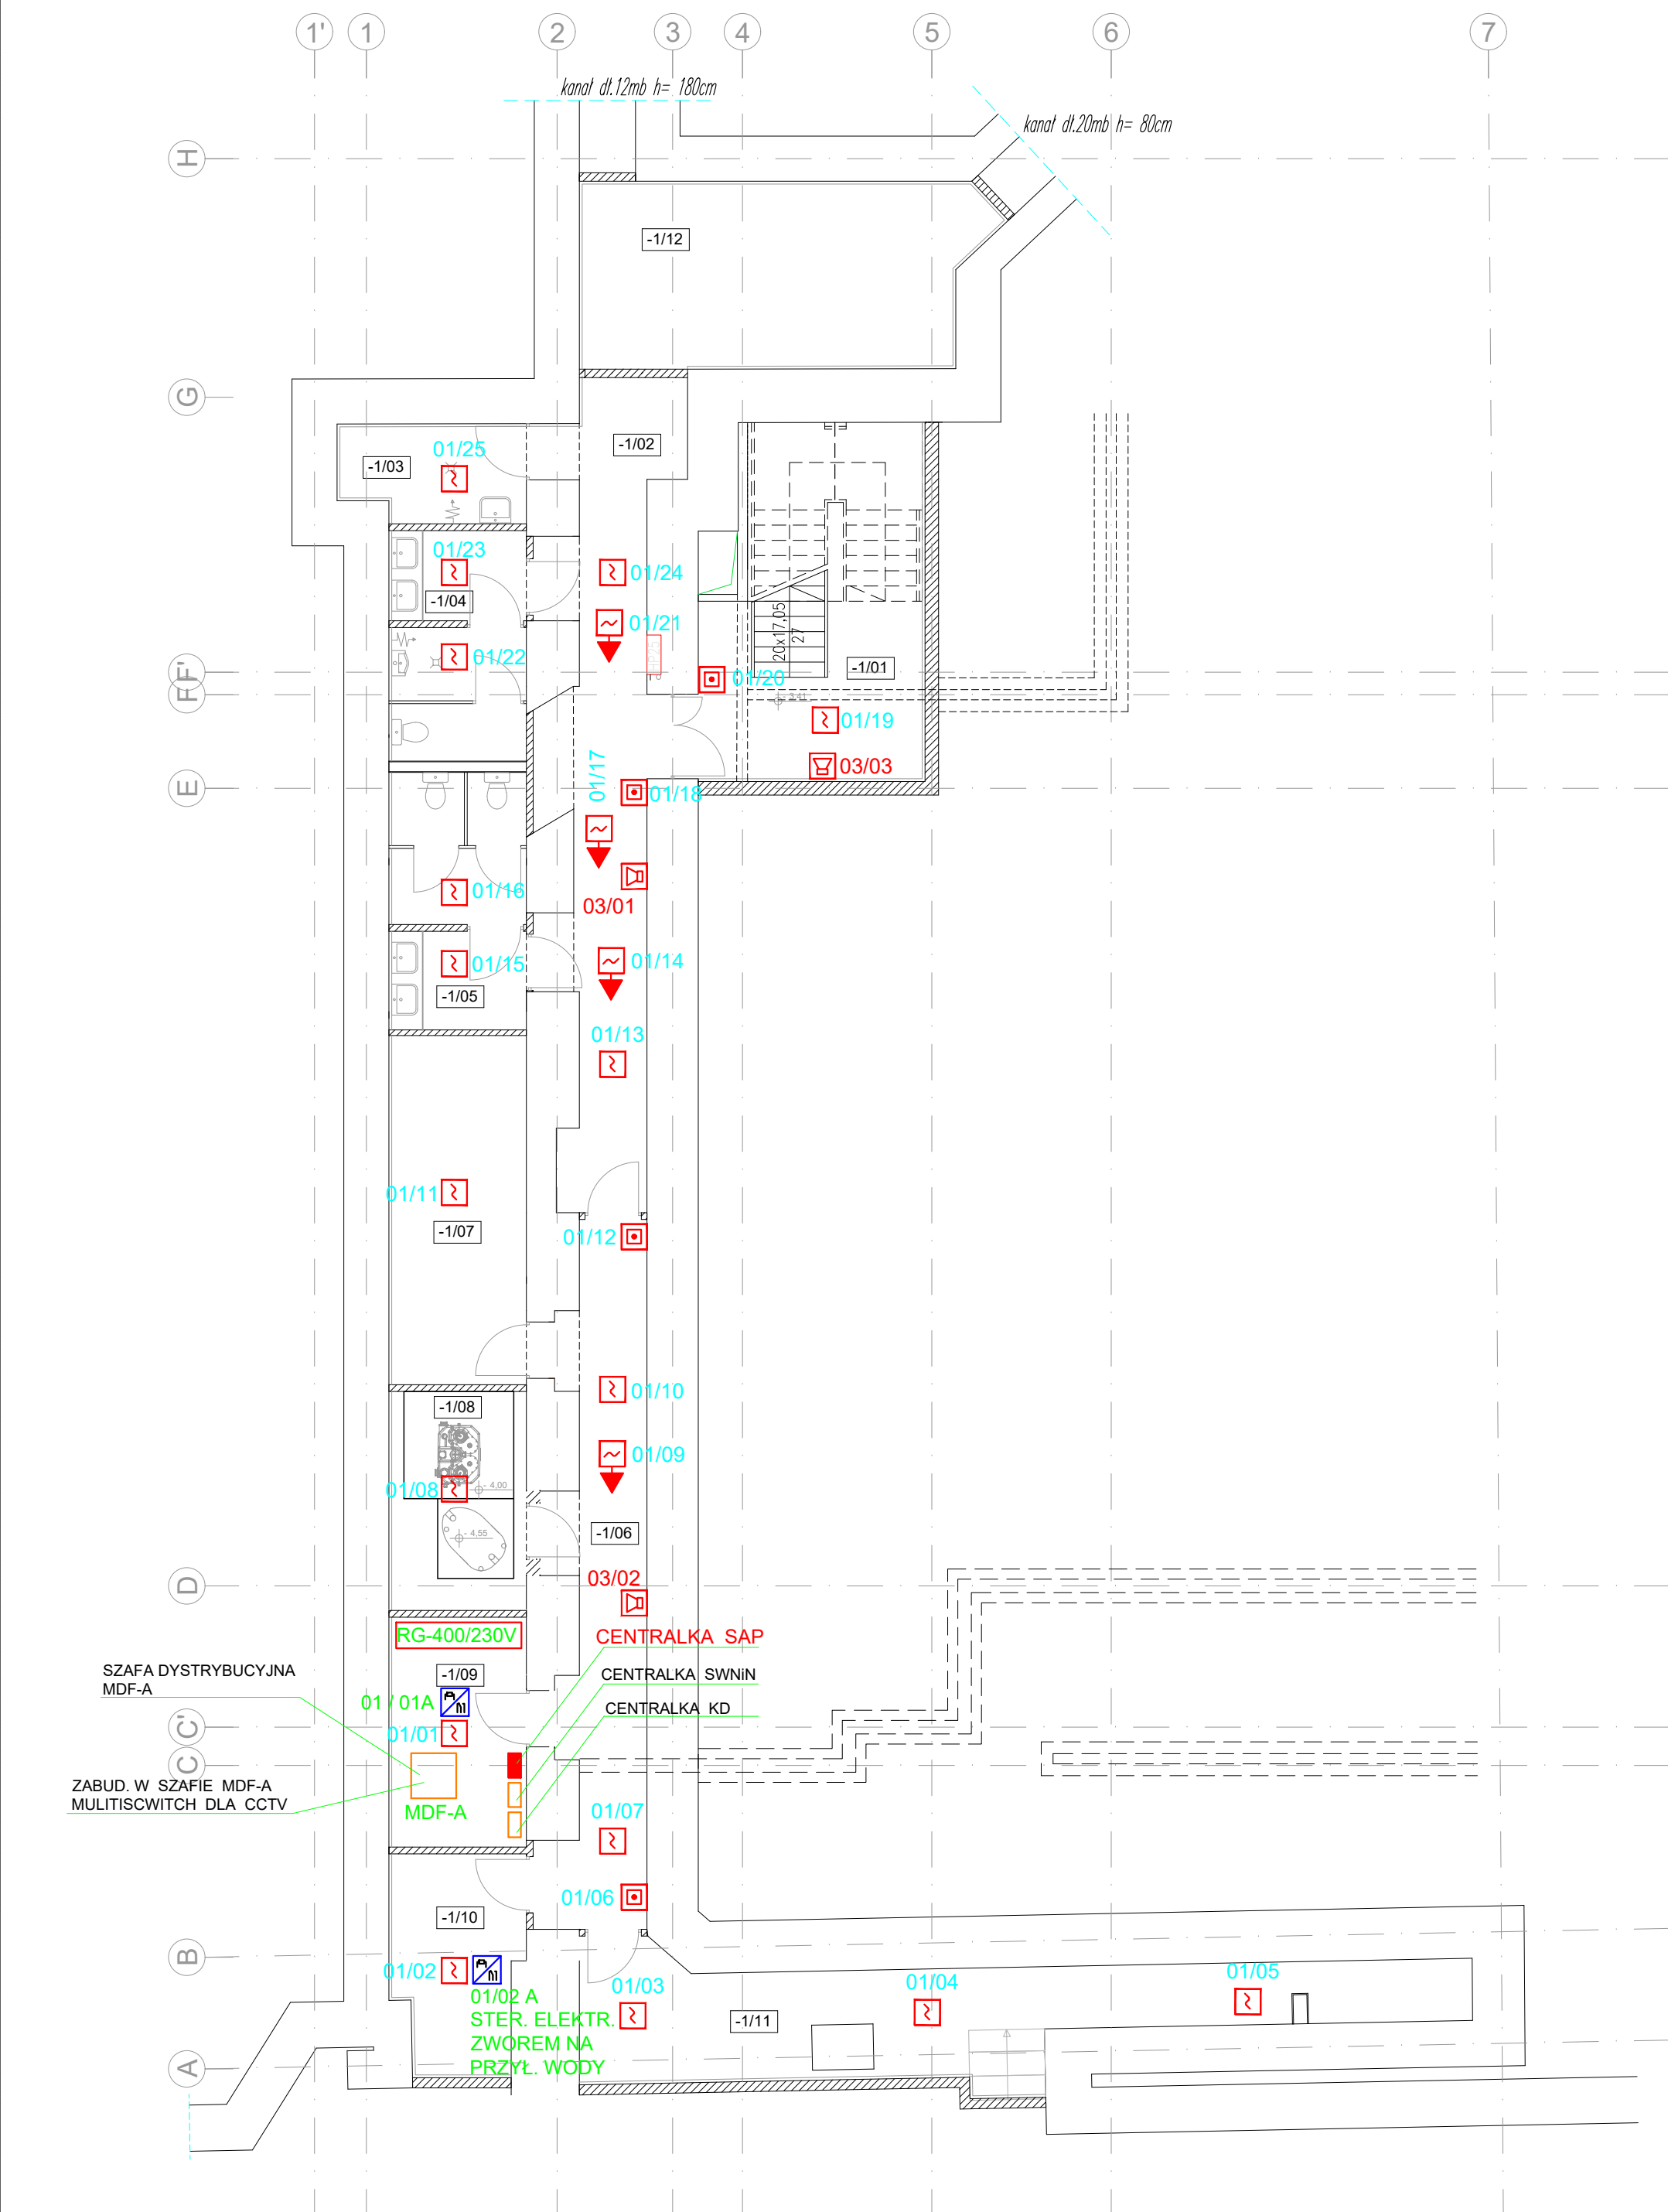 1'
1
2
3
4
5
6
7
kanał dł.12mb h= 180cm
kanał dł.20mb h= 80cm
H
-1/12
G
-1/02
01/25
-1/03
01/23
01/24
-1/04
01/21
20x17,05
27
01/22
-1/01
F'
F
01/20
- 3,41
01/19
01/17
03/03
E
01/18
01/16
03/01
01/14
01/15
-1/05
01/13
01/11
-1/07
01/12
01/10
-1/08
01/09
01/08
- 4,00
-1/06
- 4,55
03/02
D
RG-400/230V
CENTRALKA SAP
SZAFA DYSTRYBUCYJNA
MDF-A
-1/09
CENTRALKA SWNiN
01 / 01A
A
M
CENTRALKA KD
C'
01/01
C
ZABUD. W SZAFIE MDF-A
MULITISCWITCH DLA CCTV
MDF-A
01/07
01/06
-1/10
B
01/02
A
M
01/03
01/04
01/05
01/02 A
STER. ELEKTR.
ZWOREM NA
PRZYŁ. WODY
-1/11
A